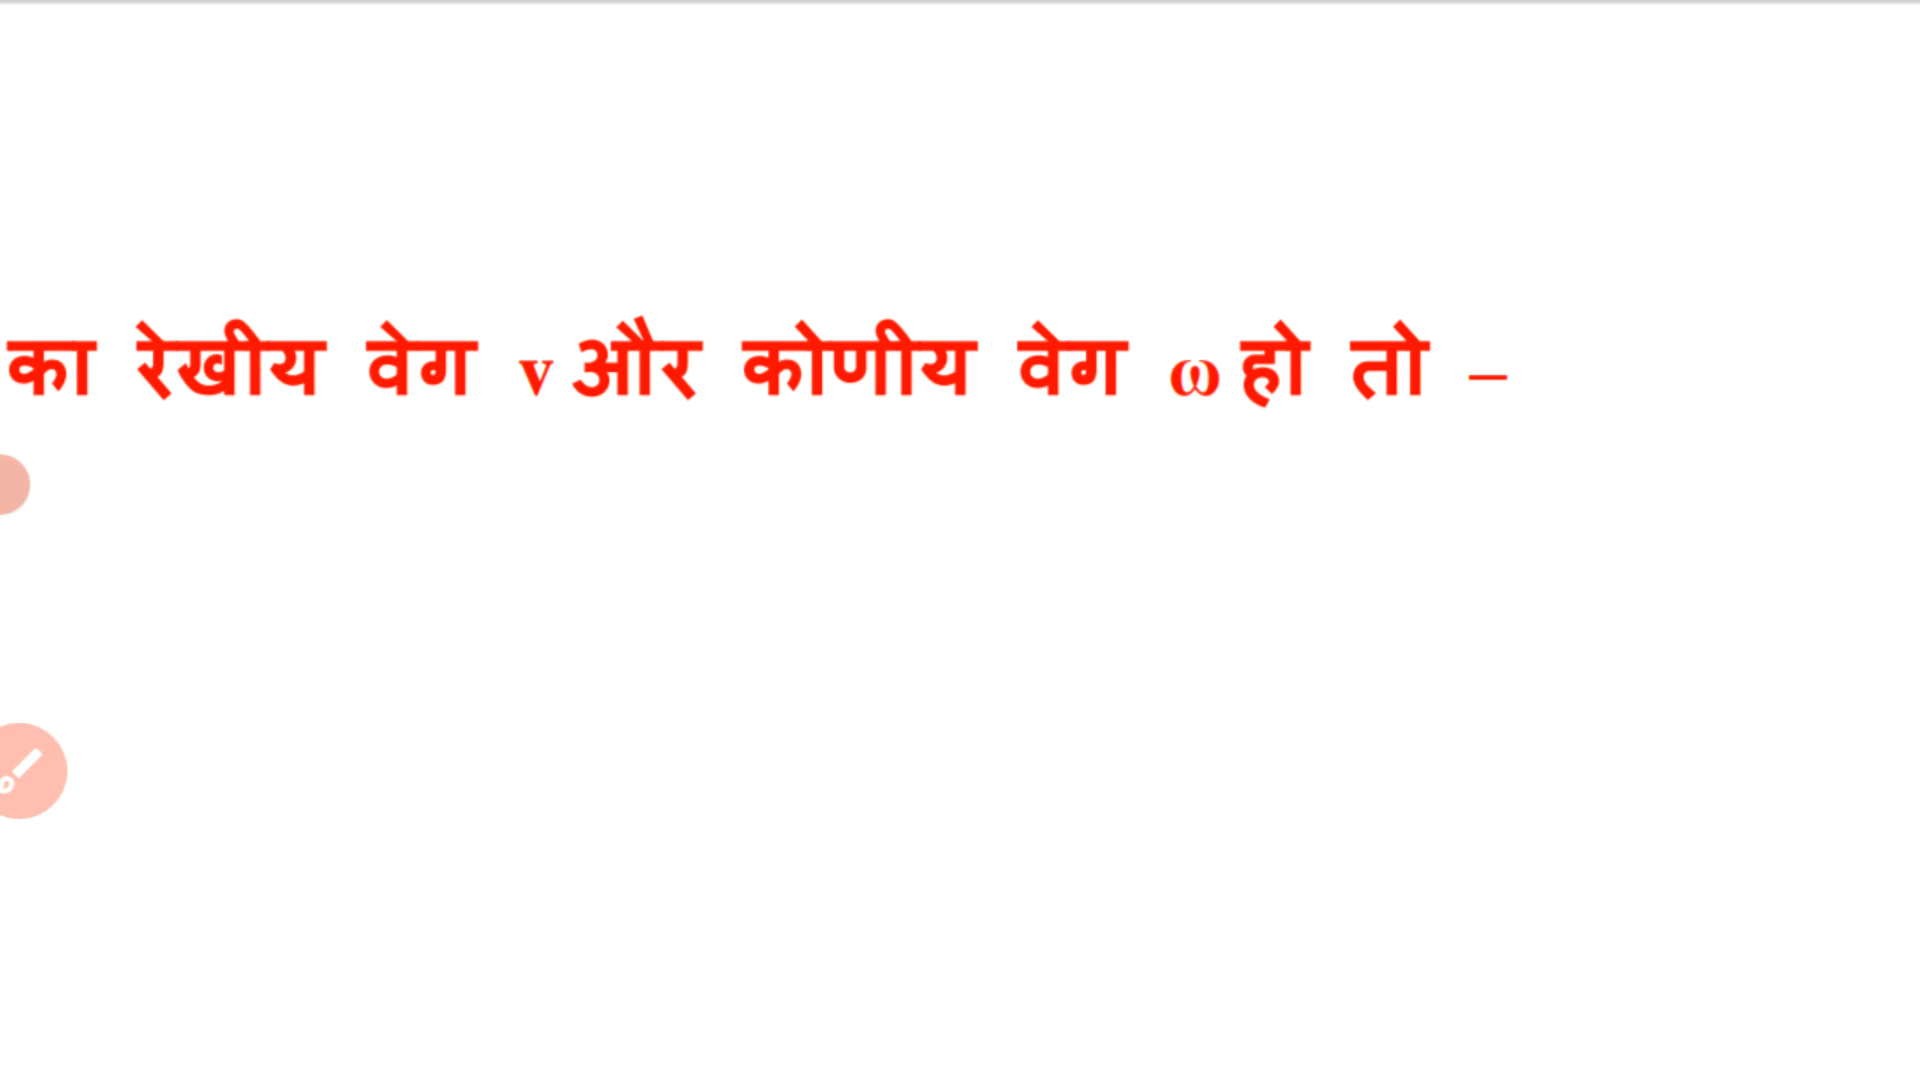 का रेखीय वेग v और कोणीय वेग ω हो तो –